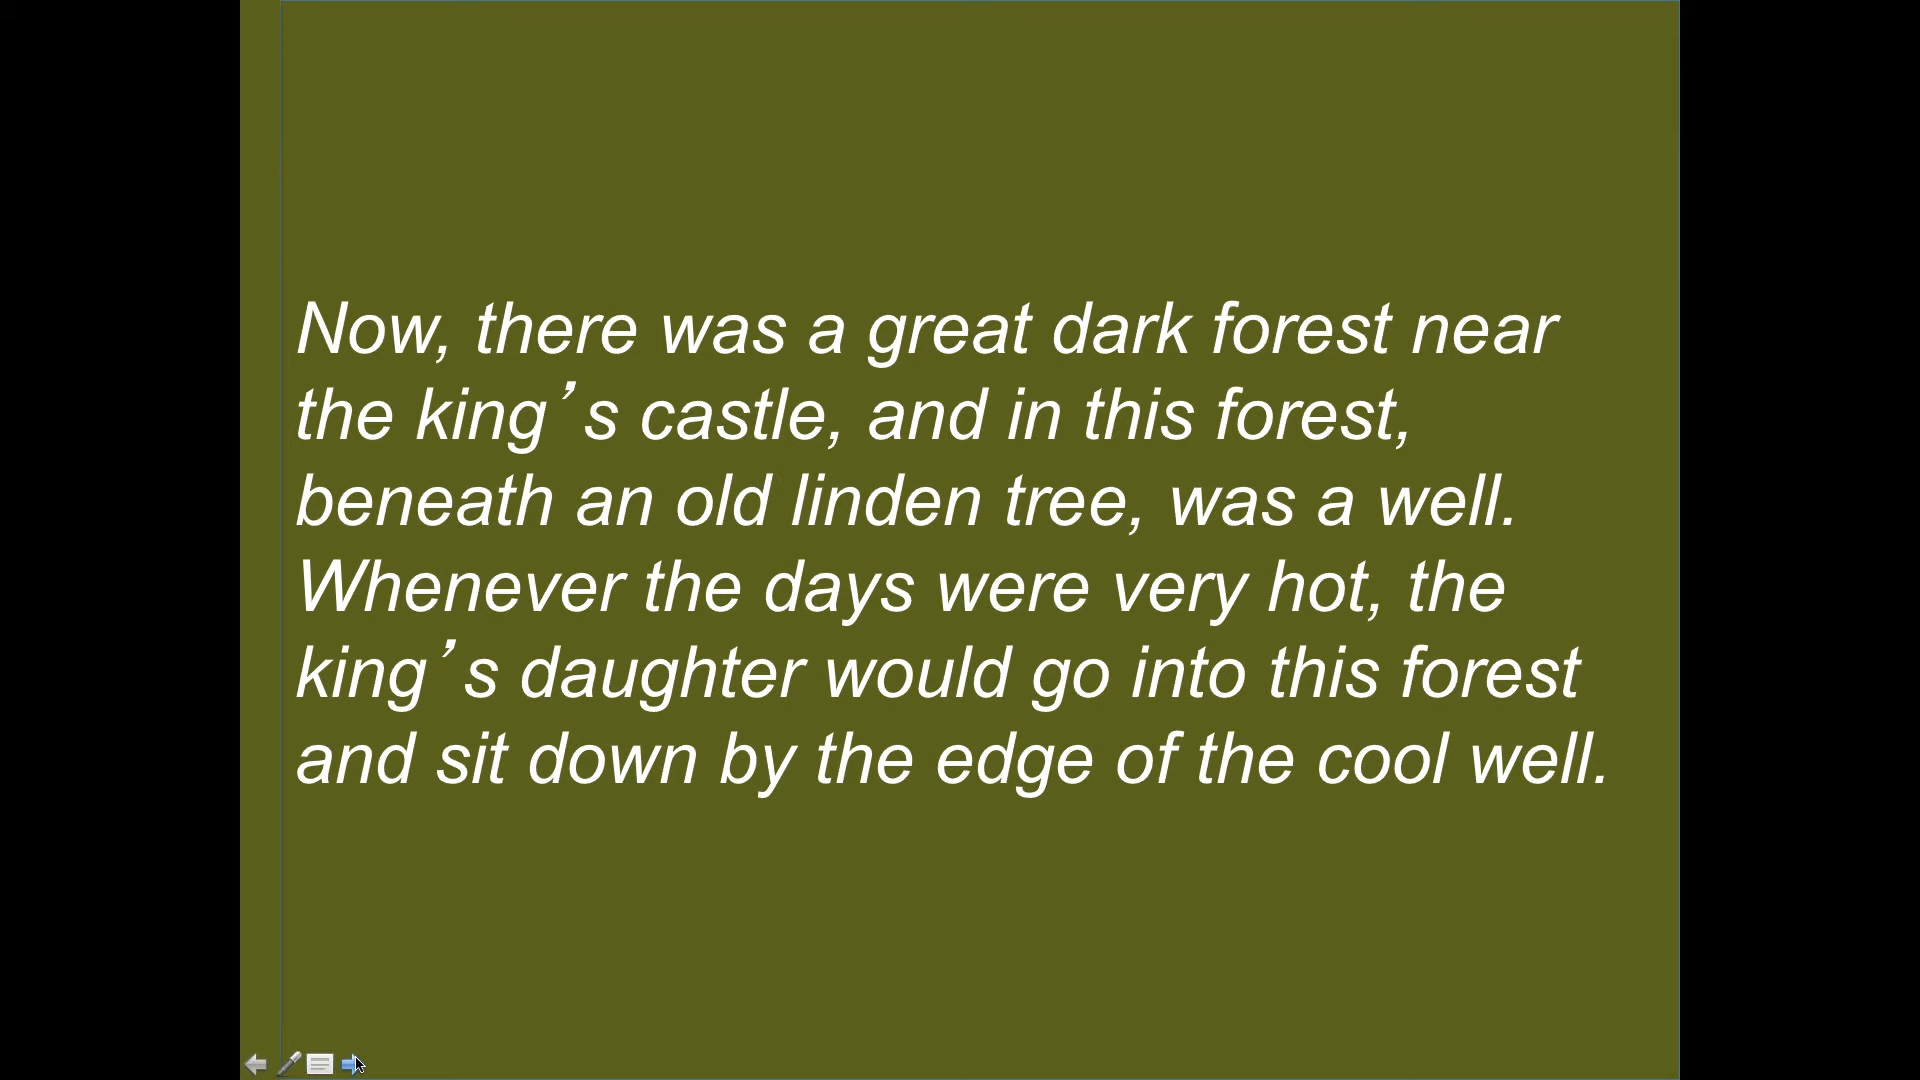 Now, there was a great dark forest near
the king’s castle, and in this forest,
beneath an old linden tree, was a well.
Whenever the days were very hot, the
king’s daughter would go into this forest
and sit down by the edge of the cool well.